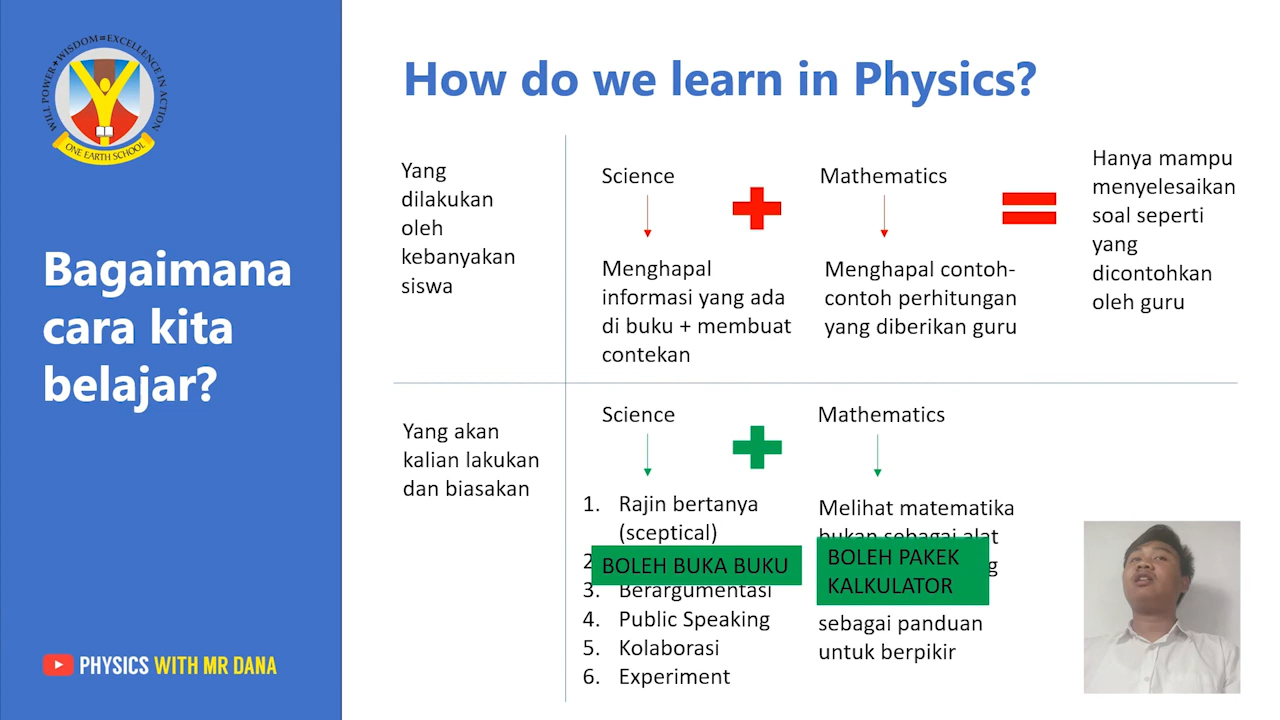 WILL POWER • WISDOM = EXCELLENCE IN ACTION
ONE EARTH SCHOOL
Bagaimana
cara kita
belajar?
PHYSICS WITH MR DANA
How do we learn in Physics?
Yang
dilakukan
oleh
kebanyakan
siswa
Science
Menghapal
informasi yang ada
di buku + membuat
contekan
Mathematics
Menghapal contoh-
contoh perhitungan
yang diberikan guru
Hanya mampu
menyelesaikan
soal seperti
yang
dicontohkan
oleh guru
Yang akan
kalian lakukan
dan biasakan
Science
1. Rajin bertanya
(sceptical)
2
BOLEH BUKA BUKU
3. Berargumentasi
4. Public Speaking
5. Kolaborasi
6. Experiment
Mathematics
Melihat matematika
bukan sebagai alat
BOLEH PAKEK
KALKULATOR
sebagai panduan
untuk berpikir